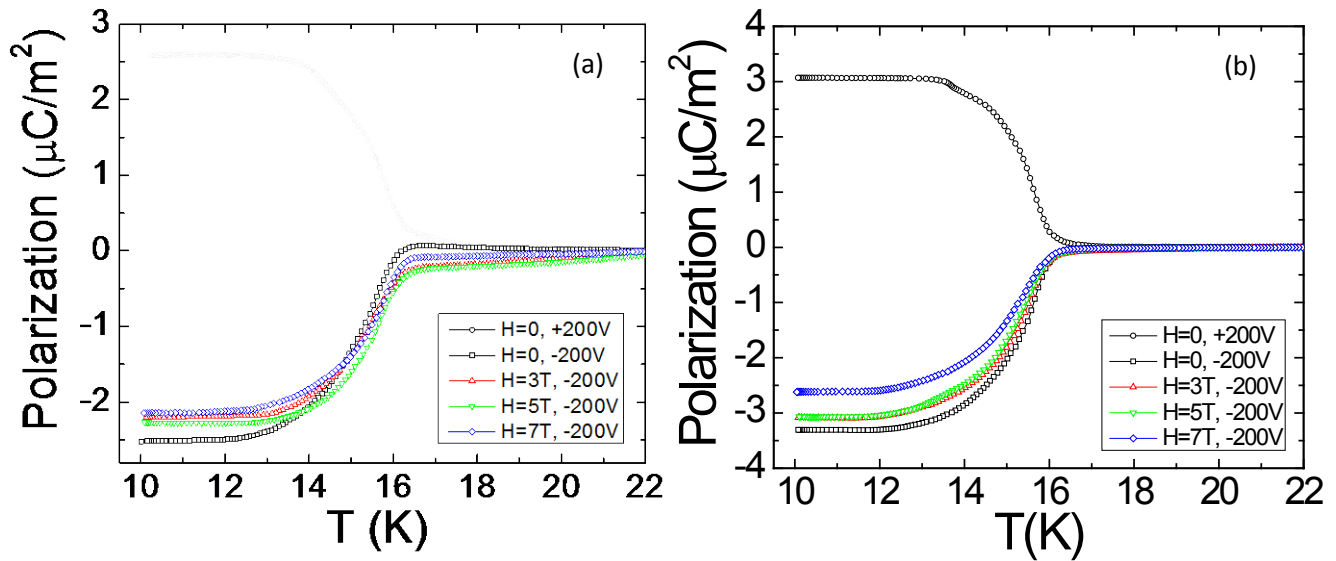 (a)
Polarization (μC/m²)
3
2
1
0
-1
-2
10 12 14 16 18 20 22
T (K)
H=0, +200V
H=0, -200V
H=3T, -200V
H=5T, -200V
H=7T, -200V
(b)
Polarization (μC/m²)
4
3
2
1
0
-1
-2
-3
-4
10 12 14 16 18 20 22
T(K)
H=0, +200V
H=0, -200V
H=3T, -200V
H=5T, -200V
H=7T, -200V